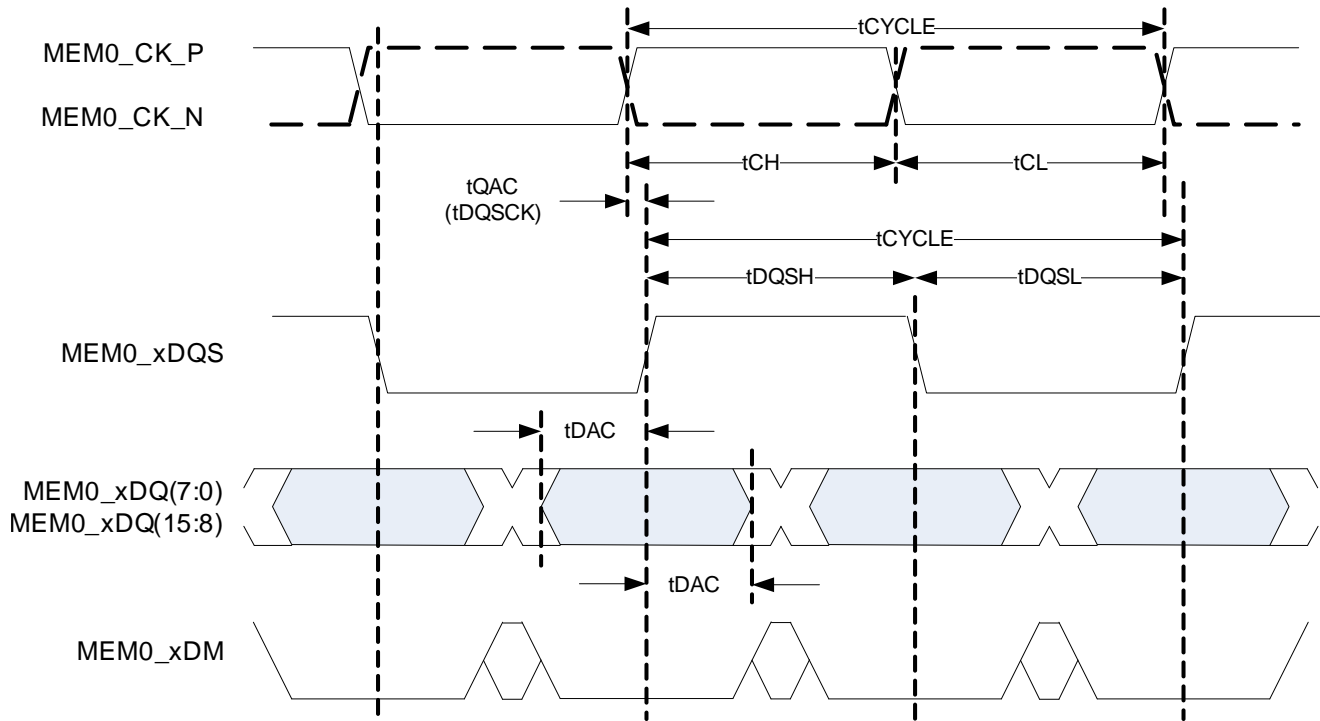 tCYCLE
MEM0_CK_P
MEM0_CK_N
tCH
tCL
tQAC
(tDQSCK)
tCYCLE
tDQSH
tDQSL
MEM0_xDQS
tDAC
MEM0_xDQ(7:0)
MEM0_xDQ(15:8)
tDAC
MEM0_xDM